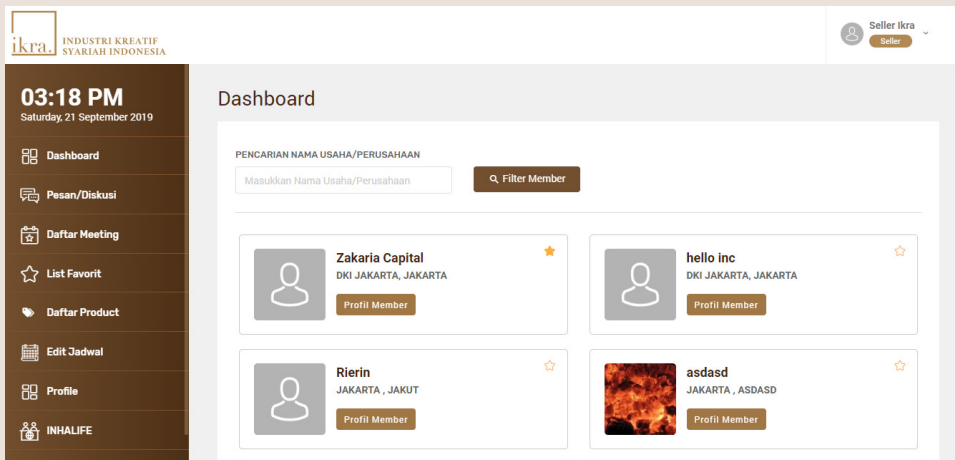 ikra.
INDUSTRI KREATIF
SYARIAH INDONESIA
Seller Ikra
Seller
03:18 PM
Saturday, 21 September 2019
Dashboard
Pesan/Diskusi
Daftar Meeting
List Favorit
Daftar Product
Edit Jadwal
Profile
INHALIFE
Dashboard
PENCARIAN NAMA USAHA/PERUSAHAAN
Masukkan Nama Usaha/Perusahaan
Filter Member
Zakaria Capital
DKI JAKARTA, JAKARTA
Profil Member
hello inc
DKI JAKARTA, JAKARTA
Profil Member
Rierin
JAKARTA , JAKUT
Profil Member
asdasd
JAKARTA , ASDASD
Profil Member